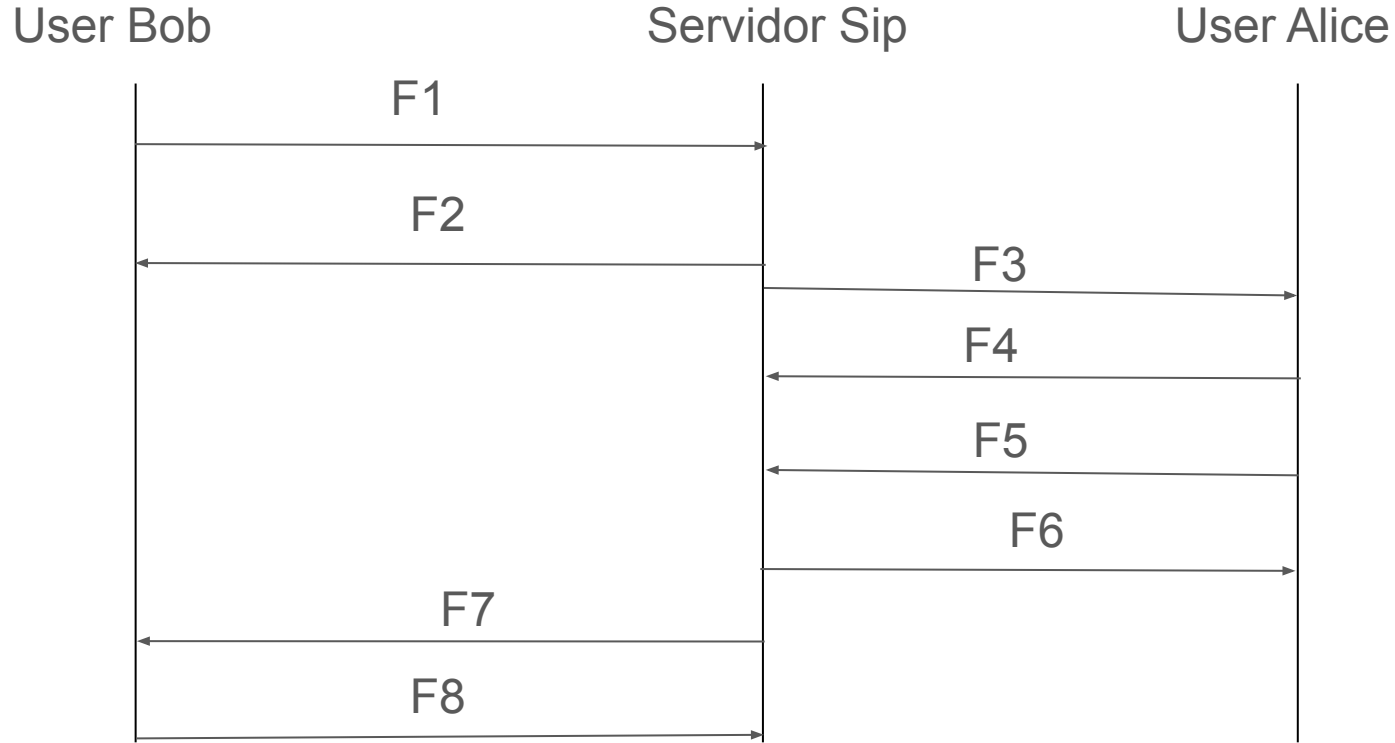 User Bob
Servidor Sip
User Alice
F1
F2
F3
F4
F5
F6
F7
F8